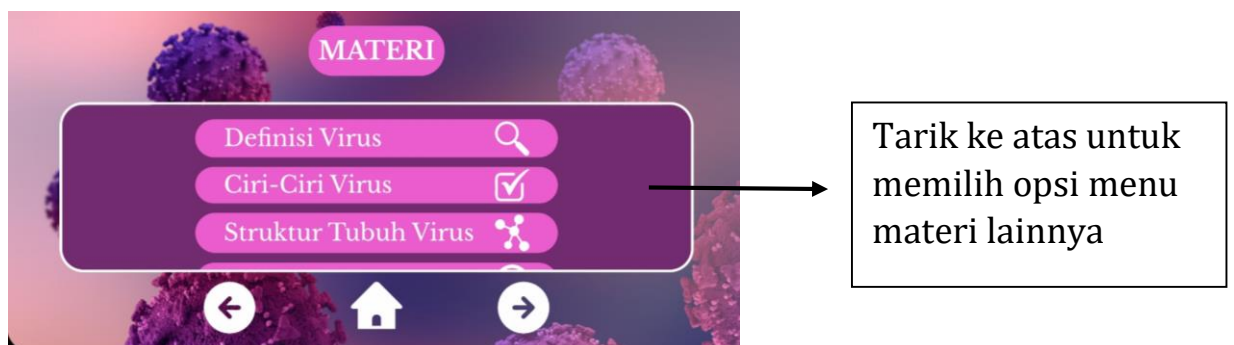 MATERI
Definisi Virus
Ciri-Ciri Virus
Struktur Tubuh Virus
Tarik ke atas untuk
memilih opsi menu
materi lainnya